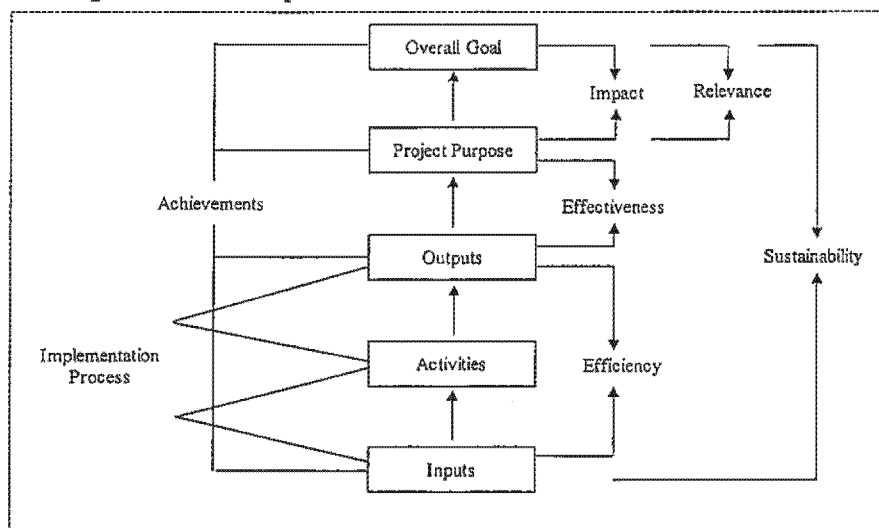 Overall Goal
Impact
Relevance
Project Purpose
Achievements
Effectiveness
Outputs
Sustainability
Implementation
Process
Activities
Efficiency
Inputs